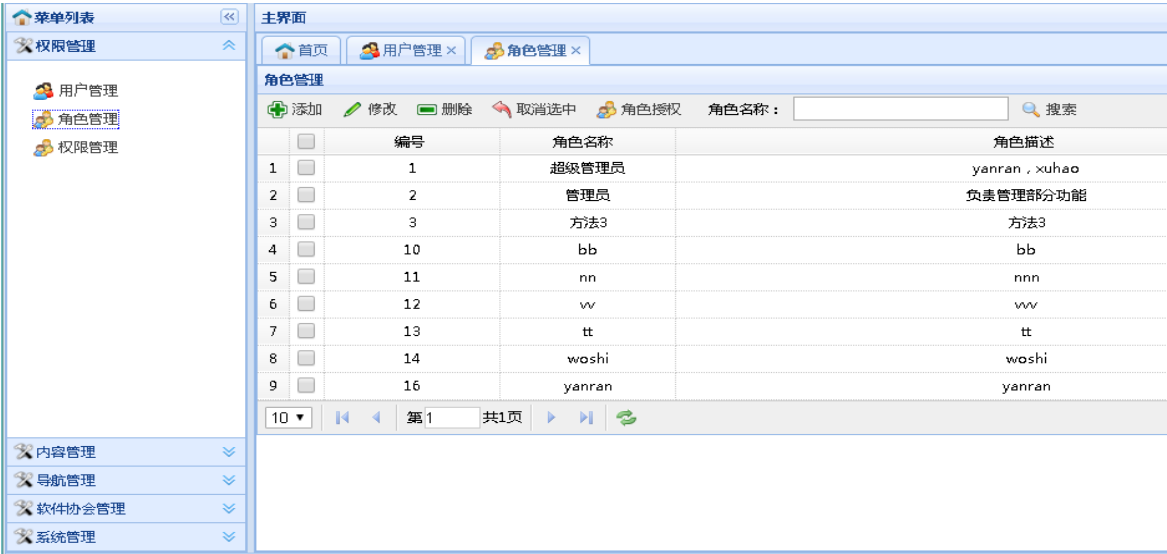 菜单列表
权限管理
用户管理
角色管理
权限管理
内容管理
导航管理
软件协会管理
系统管理
主界面
首页 用户管理 角色管理
角色管理
添加 修改 删除 取消选中 角色授权 角色名称： 搜索
编号 角色名称 角色描述
1 1 超级管理员 yanran , xuhao
2 2 管理员 负责管理部分功能
3 3 方法3 方法3
4 10 bb bb
5 11 nn nnn
6 12 vv vvv
7 13 tt tt
8 14 woshi woshi
9 16 yanran yanran
10 第1 共1页